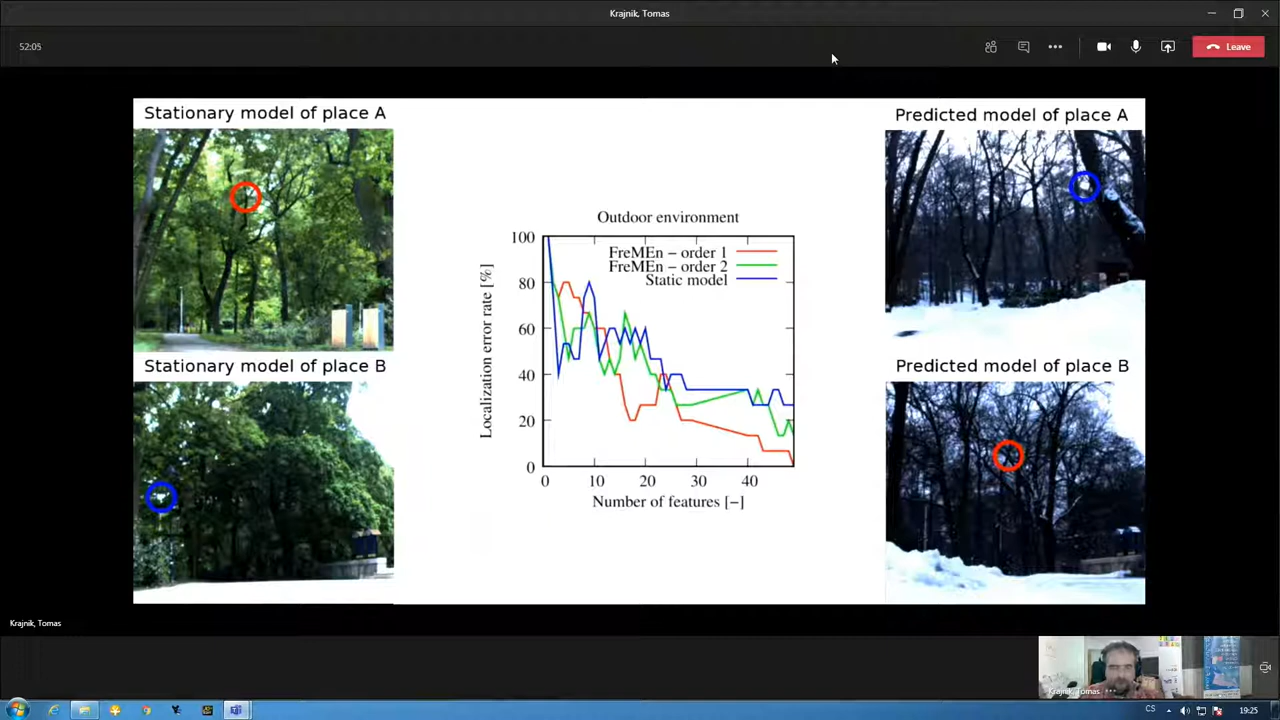 Krajnik, Tomas
52:05
Leave
Stationary model of place A
Predicted model of place A
Outdoor environment
FreMEn – order 1
FreMEn – order 2
Static model
100
80
60
40
20
0
Localization error rate [%]
0 10 20 30 40
Number of features [–]
Stationary model of place B
Predicted model of place B
Krajnik, Tomas
Krajnik, Tomas
CS
19:25